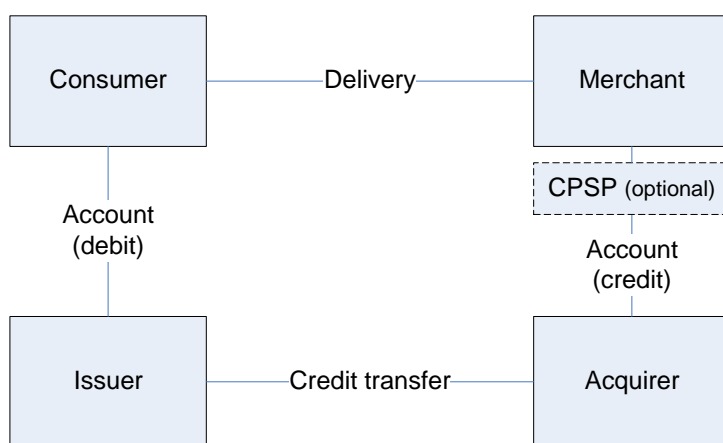 Consumer
Delivery
Merchant
CPSP (optional)
Account
(debit)
Account
(credit)
Issuer
Credit transfer
Acquirer